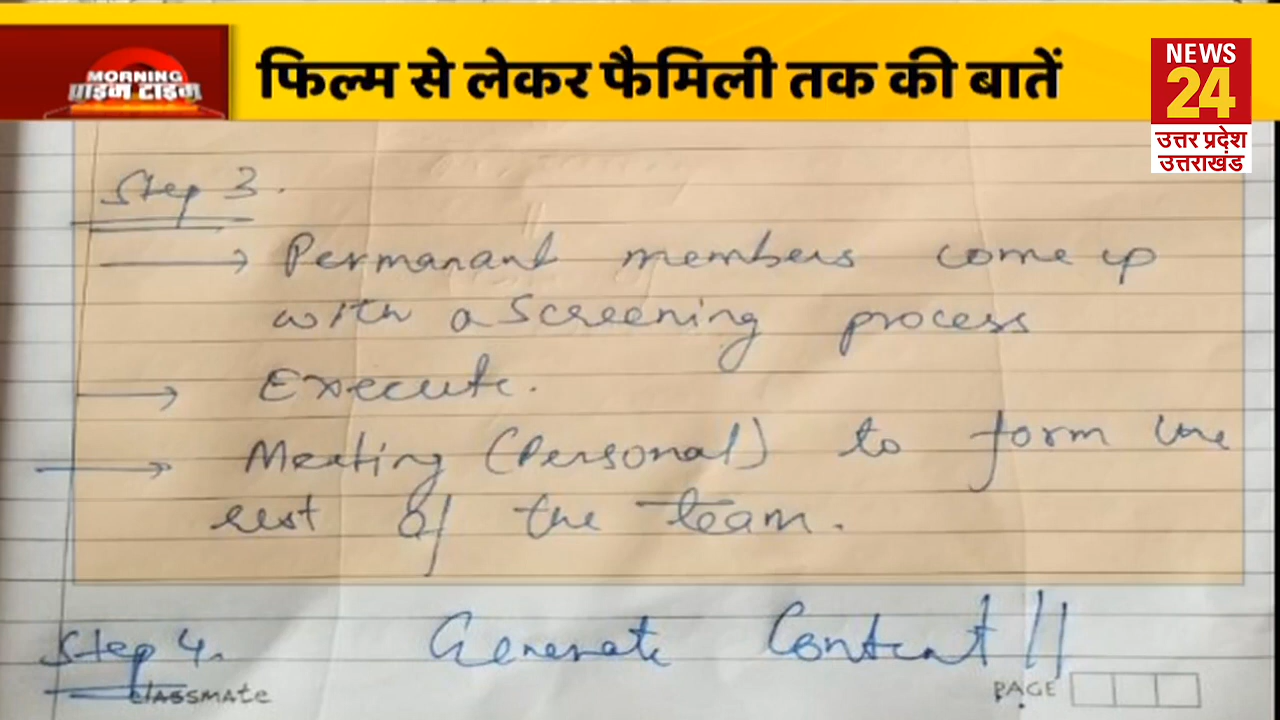 MORNING
प्राइम टाइम
फिल्म से लेकर फैमिली तक की बातें
NEWS
24
उत्तर प्रदेश
उत्तराखंड
Step 3.
→ Permanant members come up
with a screening process
→ Execute.
→ Meeting (Personal) to form the
rest of the team.
Step 4. Generate Content!!
classmate PAGE